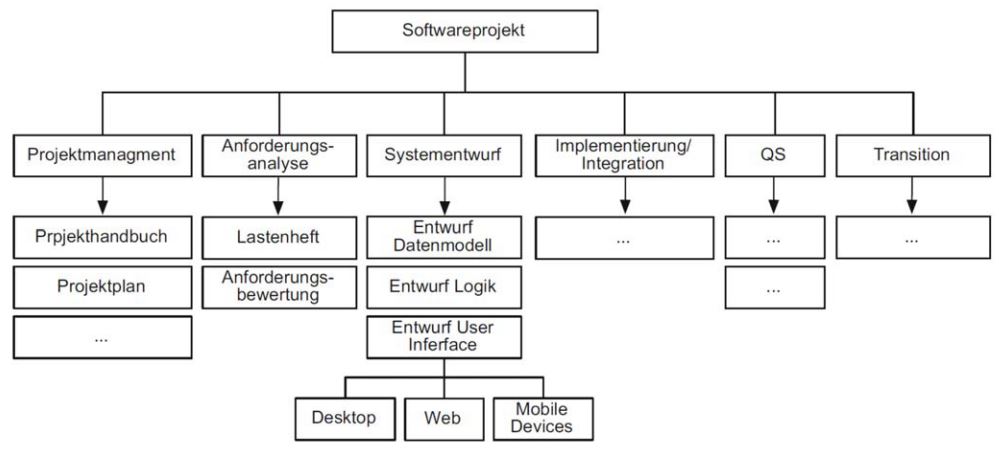 Softwareprojekt
Projektmanagment
Anforderungs-
analyse
Systementwurf
Implementierung/
Integration
QS
Transition
Prpjekthandbuch
Lastenheft
Entwurf
Datenmodell
...
...
...
Projektplan
Anforderungs-
bewertung
Entwurf Logik
...
...
Entwurf User
Inferface
Desktop
Web
Mobile
Devices